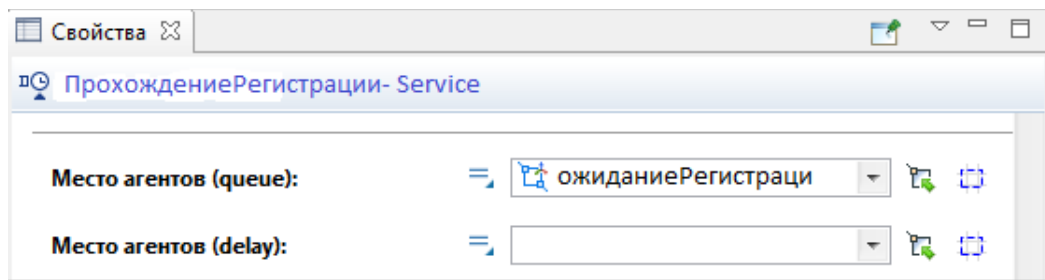 Свойства
ПрохождениеРегистрации- Service
Место агентов (queue): ожиданиеРегистраци
Место агентов (delay):